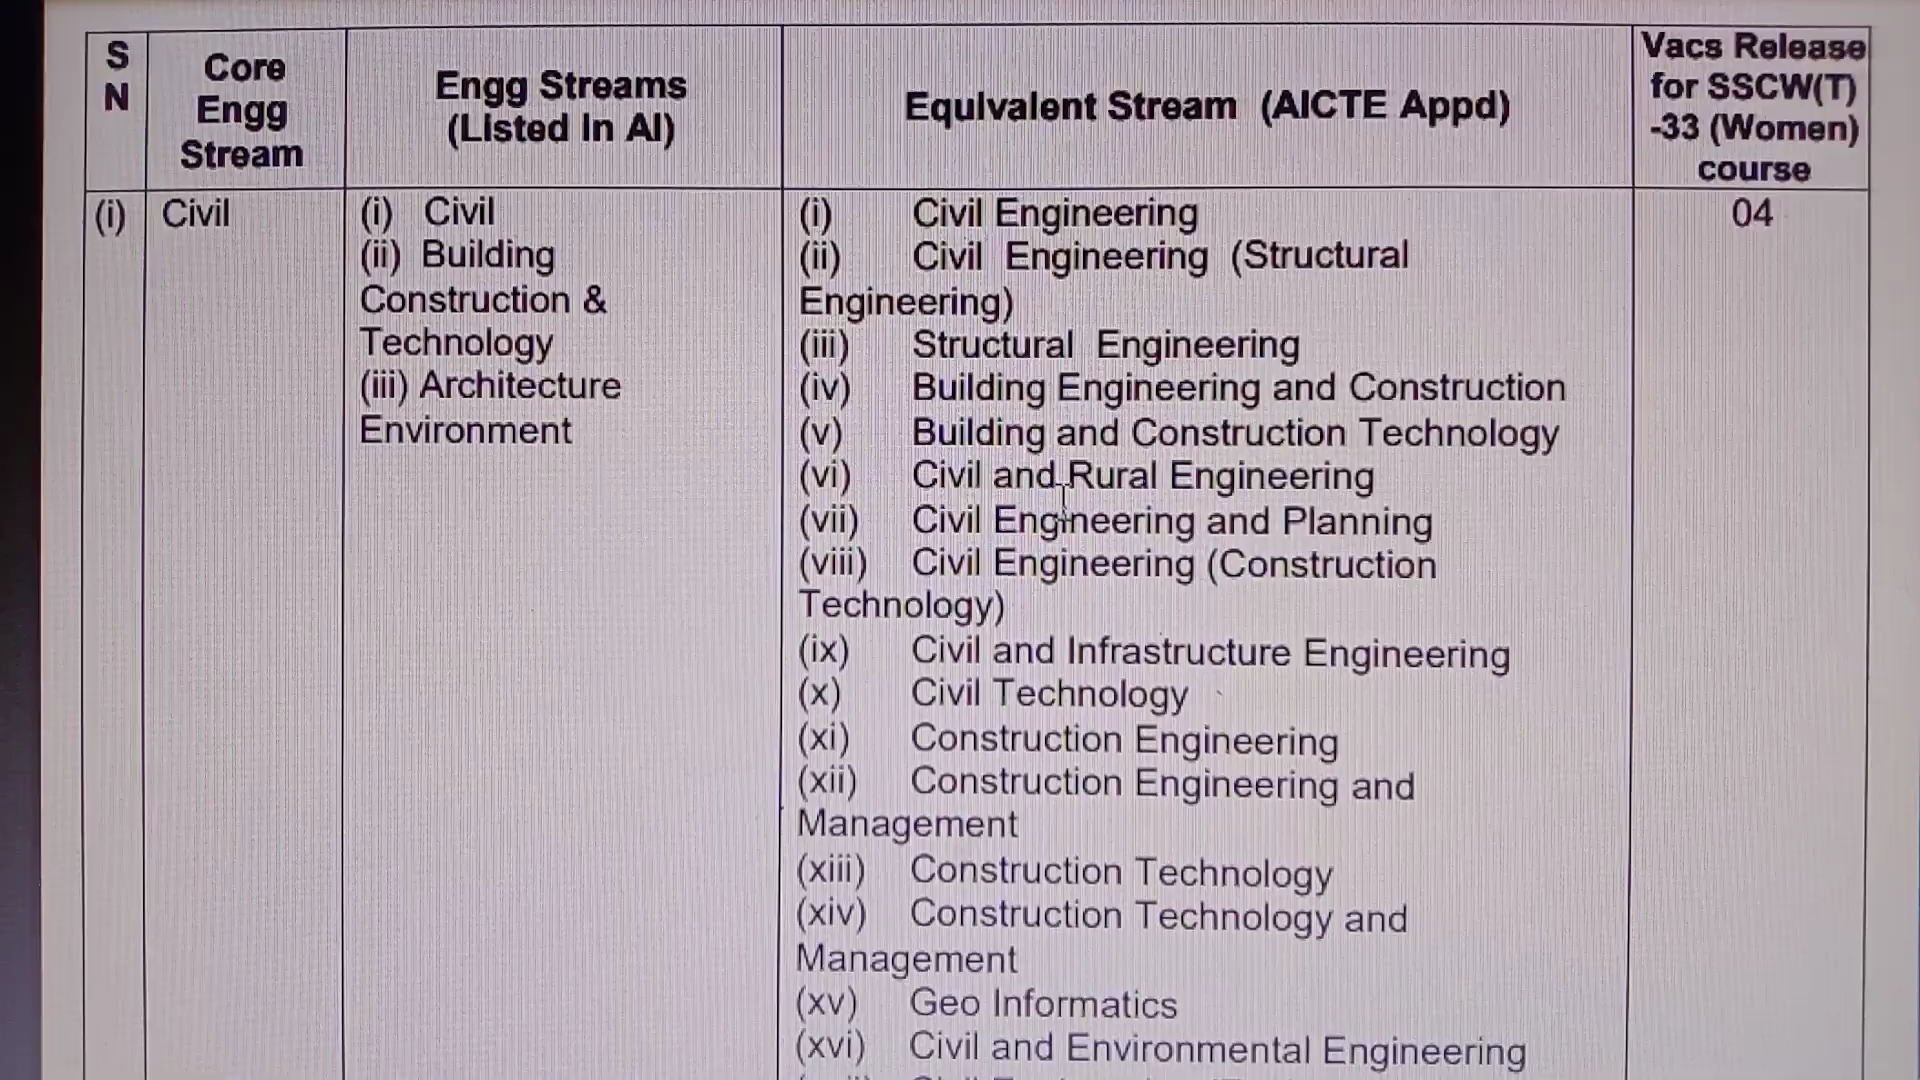 S
N
Core
Engg
Stream
Engg Streams
(Listed In AI)
Equivalent Stream (AICTE Appd)
Vacs Release
for SSCW(T)
-33 (Women)
course
(i)
Civil
(i) Civil
(ii) Building
Construction &
Technology
(iii) Architecture
Environment
(i) Civil Engineering
(ii) Civil Engineering (Structural
Engineering)
(iii) Structural Engineering
(iv) Building Engineering and Construction
(v) Building and Construction Technology
(vi) Civil and Rural Engineering
(vii) Civil Engineering and Planning
(viii) Civil Engineering (Construction
Technology)
(ix) Civil and Infrastructure Engineering
(x) Civil Technology
(xi) Construction Engineering
(xii) Construction Engineering and
Management
(xiii) Construction Technology
(xiv) Construction Technology and
Management
(xv) Geo Informatics
(xvi) Civil and Environmental Engineering
04